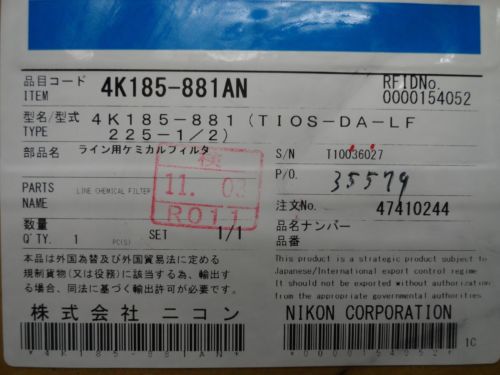 品目コード
ITEM
4K185-881AN
RFIDNo.
0000154052
型名/型式
TYPE
4K185-881(TIOS-DA-LF
225-1/2)
部品名
ライン用ケミカルフィルタ
S/N T10036027
PARTS
NAME
LINE CHEMICAL FILTER
検
11. 0
R011
P/O. 35579
注文No. 47410244
数量
Q'TY. 1 PC(S) SET 1/1
品名ナンバー
品番
本品は外国為替及び外国貿易法に定める
規制貨物(又は役務)に該当する為、輸出す
る場合、同法に基づく輸出許可が必要です。
This product is a strategic product subject to
Japanese/International export control regime
It should not be exported without authorization
from the appropriate governmental authorities
株式会社 ニコン
NIKON CORPORATION
*4K185-881AN*
*0000154052*
1C